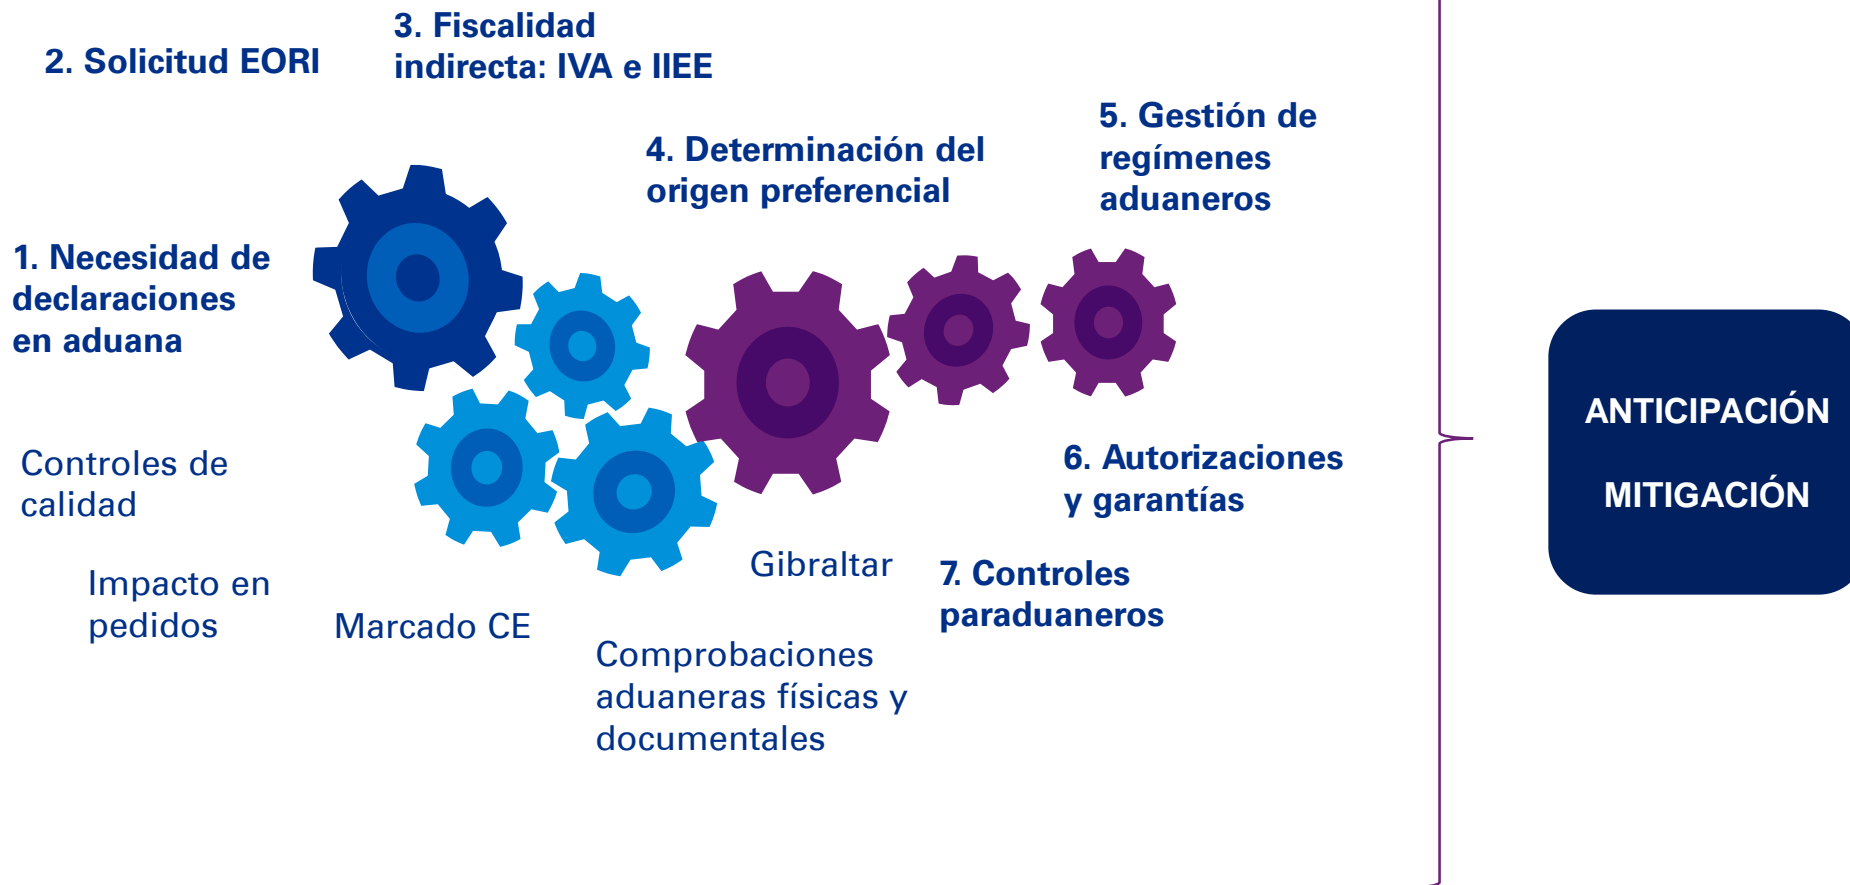 2. Solicitud EORI
3. Fiscalidad
indirecta: IVA e IIEE
4. Determinación del
origen preferencial
5. Gestión de
regímenes
aduaneros
1. Necesidad de
declaraciones
en aduana
ANTICIPACIÓN
MITIGACIÓN
Controles de
calidad
6. Autorizaciones
y garantías
Impacto en
pedidos
Marcado CE
Gibraltar
7. Controles
paraduaneros
Comprobaciones
aduaneras físicas y
documentales